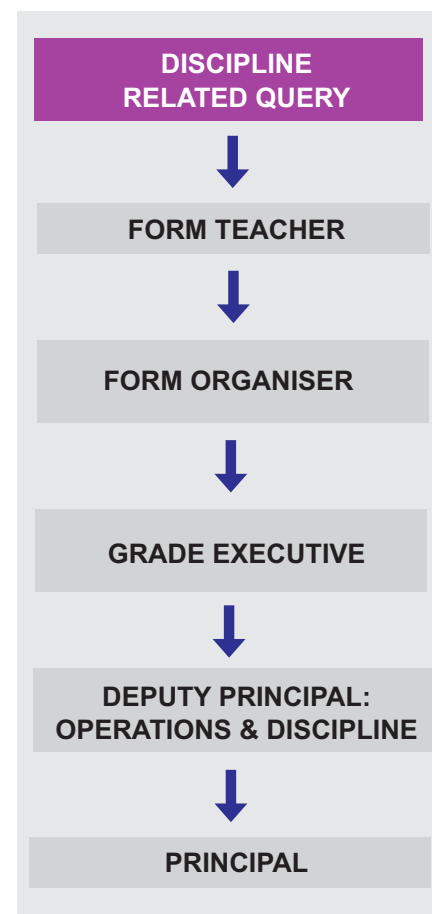 DISCIPLINE
RELATED QUERY
FORM TEACHER
FORM ORGANISER
GRADE EXECUTIVE
DEPUTY PRINCIPAL:
OPERATIONS & DISCIPLINE
PRINCIPAL